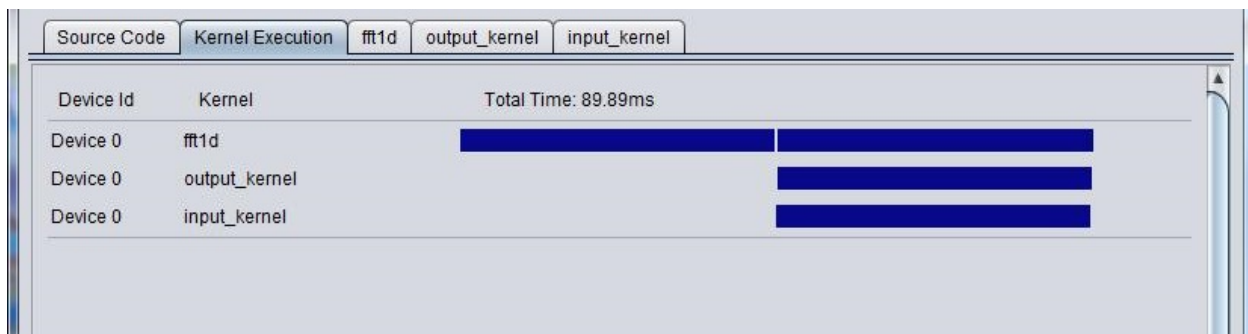 Source Code Kernel Execution fft1d output_kernel input_kernel
Device Id Kernel Total Time: 89.89ms
Device 0 fft1d
Device 0 output_kernel
Device 0 input_kernel